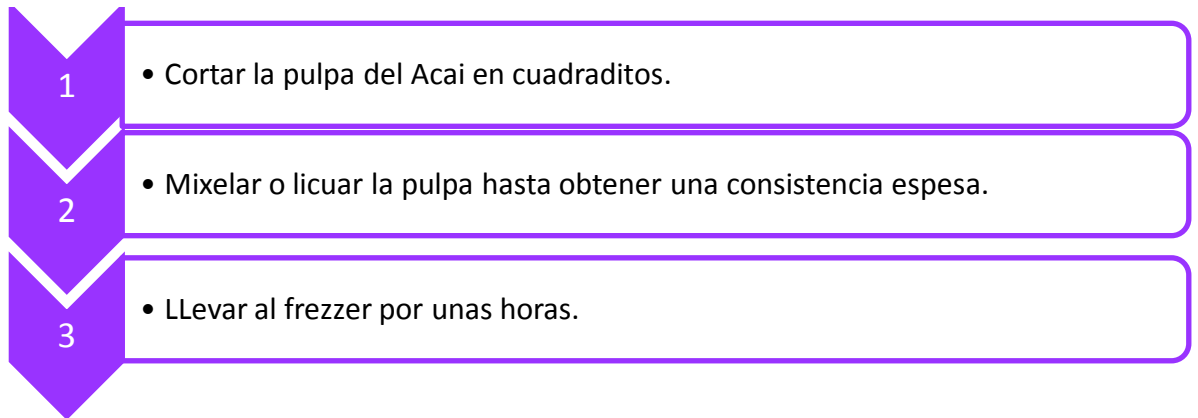 1
• Cortar la pulpa del Acai en cuadraditos.
2
• Mixelar o licuar la pulpa hasta obtener una consistencia espesa.
3
• LLevar al frezzer por unas horas.